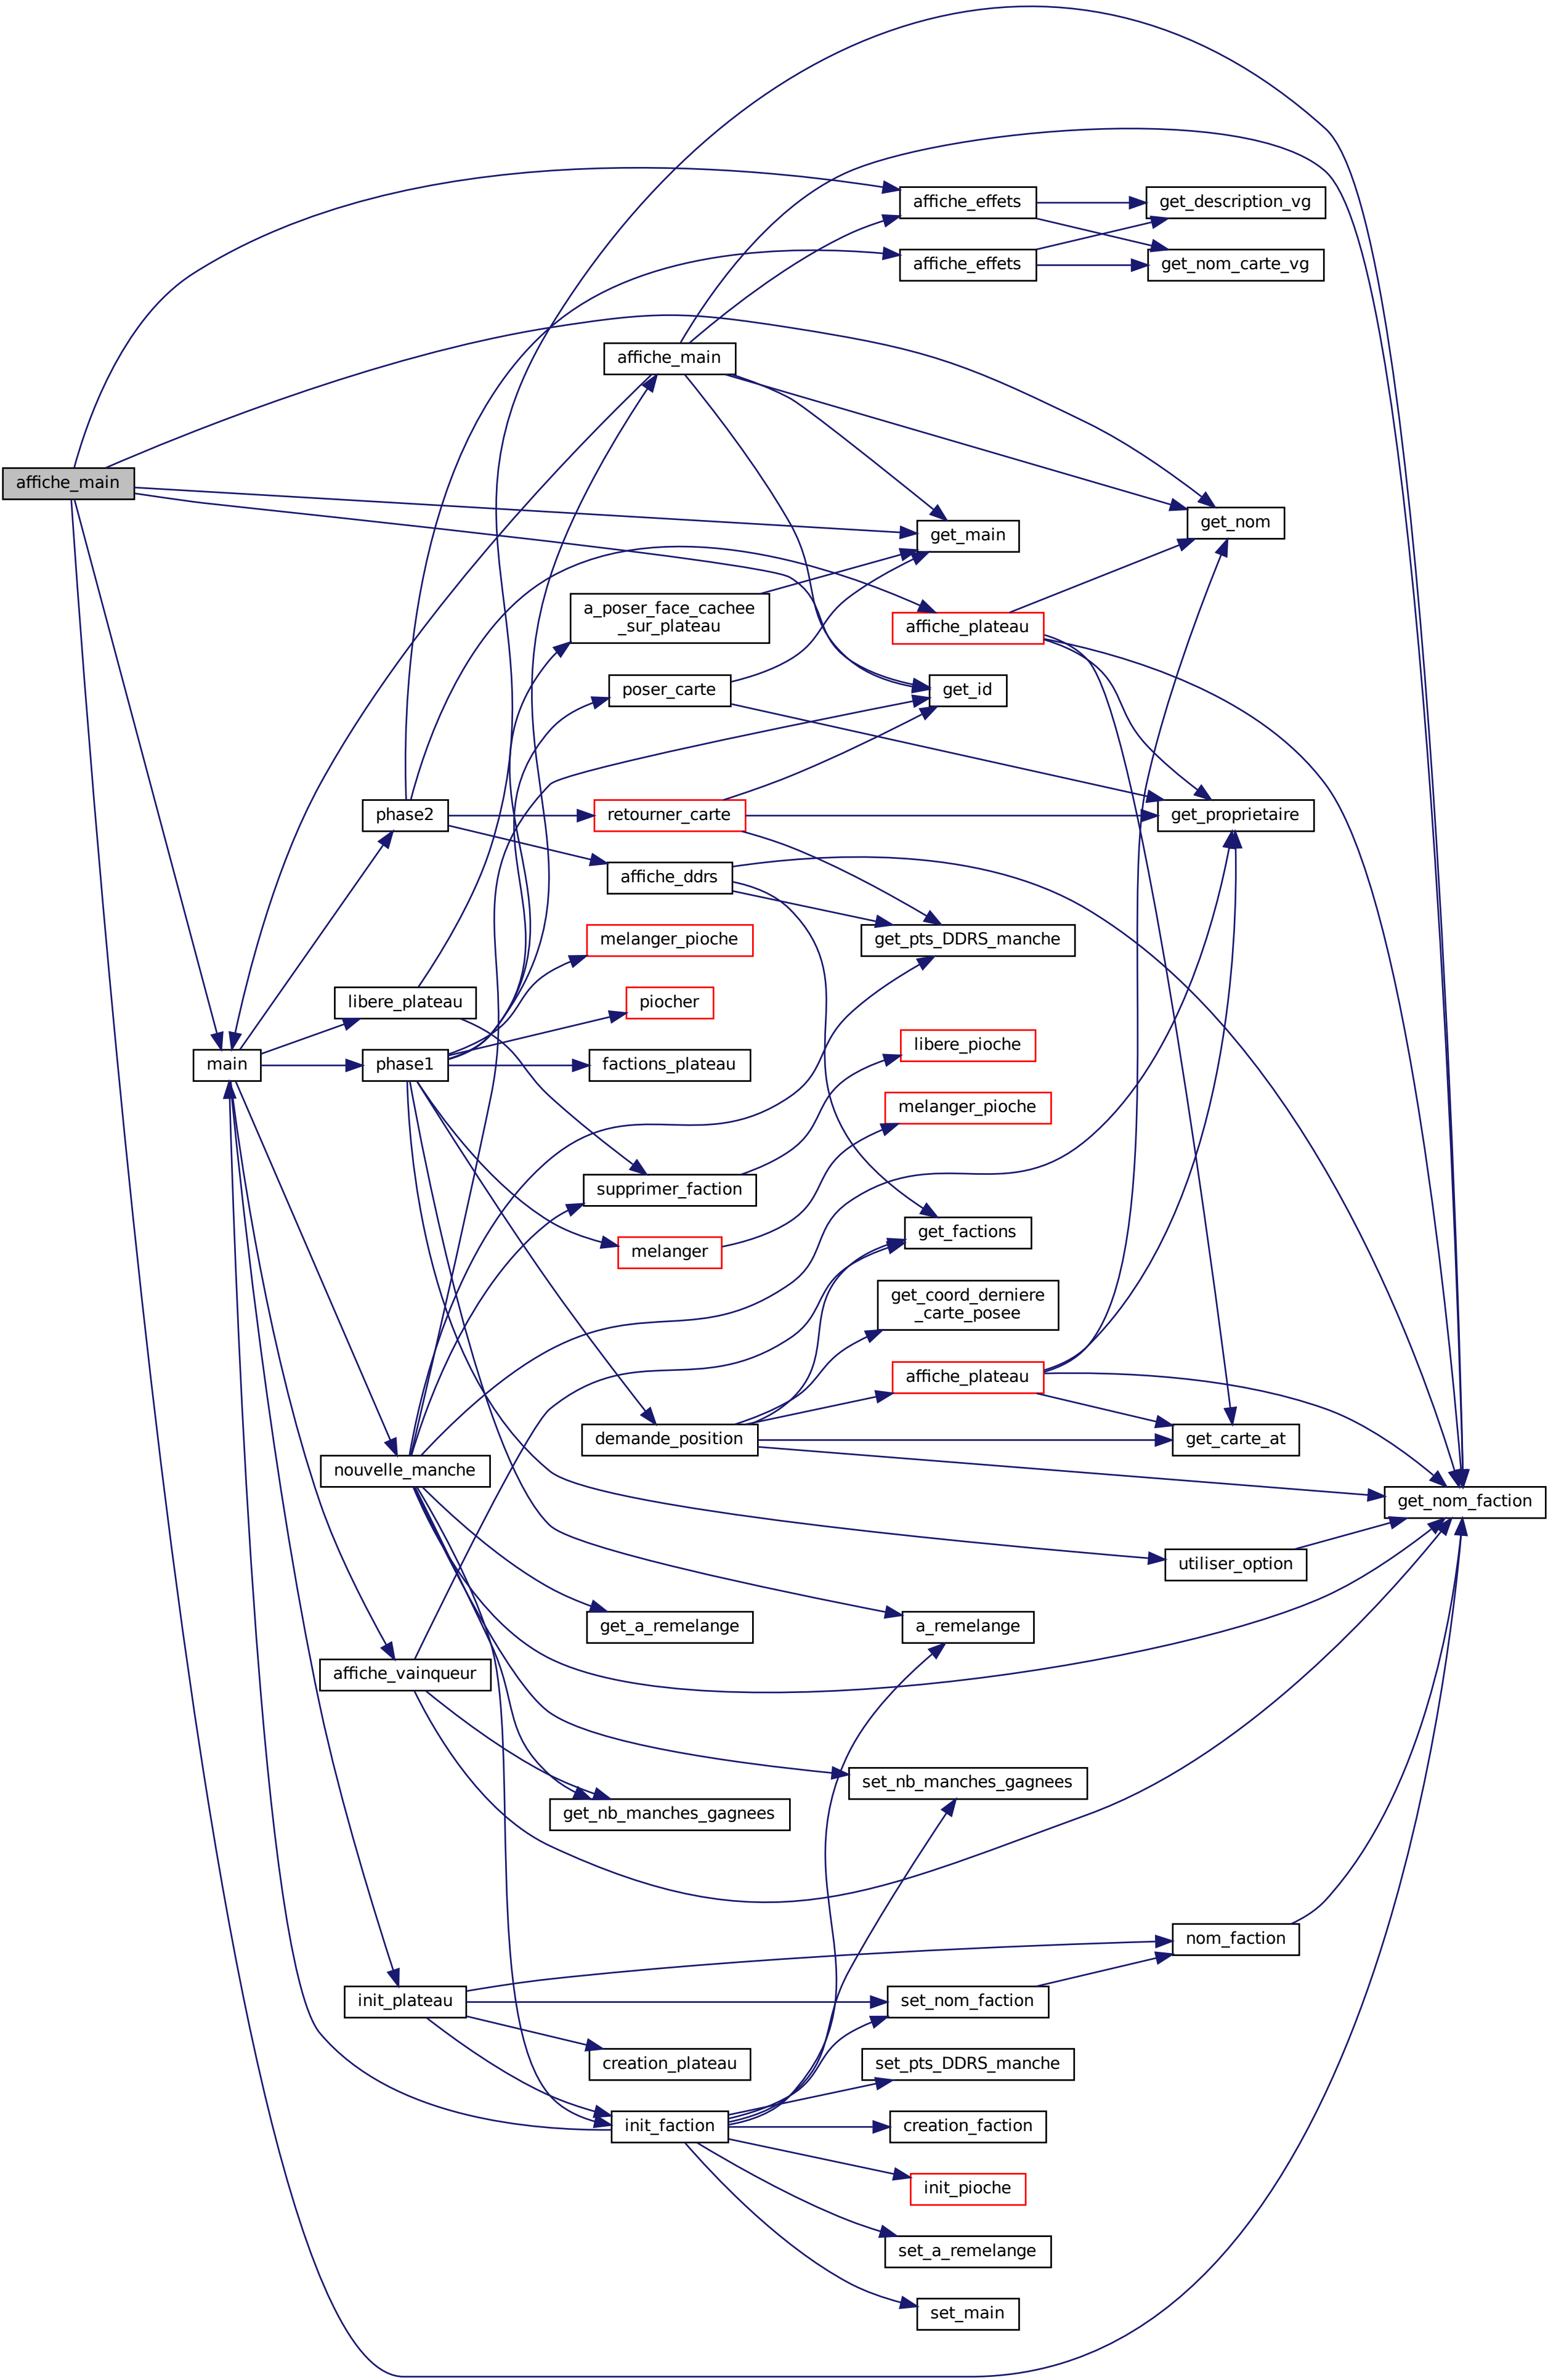 affiche_effets
get_description_vg
affiche_effets
get_nom_carte_vg
affiche_main
affiche_main
get_nom
get_main
a_poser_face_cachee
_sur_plateau
affiche_plateau
poser_carte
get_id
phase2
retourner_carte
get_proprietaire
affiche_ddrs
get_pts_DDRS_manche
melanger_pioche
libere_plateau
piocher
libere_pioche
main
phase1
factions_plateau
melanger_pioche
supprimer_faction
get_factions
melanger
get_coord_derniere
_carte_posee
affiche_plateau
demande_position
get_carte_at
nouvelle_manche
get_nom_faction
utiliser_option
get_a_remelange
a_remelange
affiche_vainqueur
set_nb_manches_gagnees
get_nb_manches_gagnees
nom_faction
init_plateau
set_nom_faction
creation_plateau
set_pts_DDRS_manche
init_faction
creation_faction
init_pioche
set_a_remelange
set_main